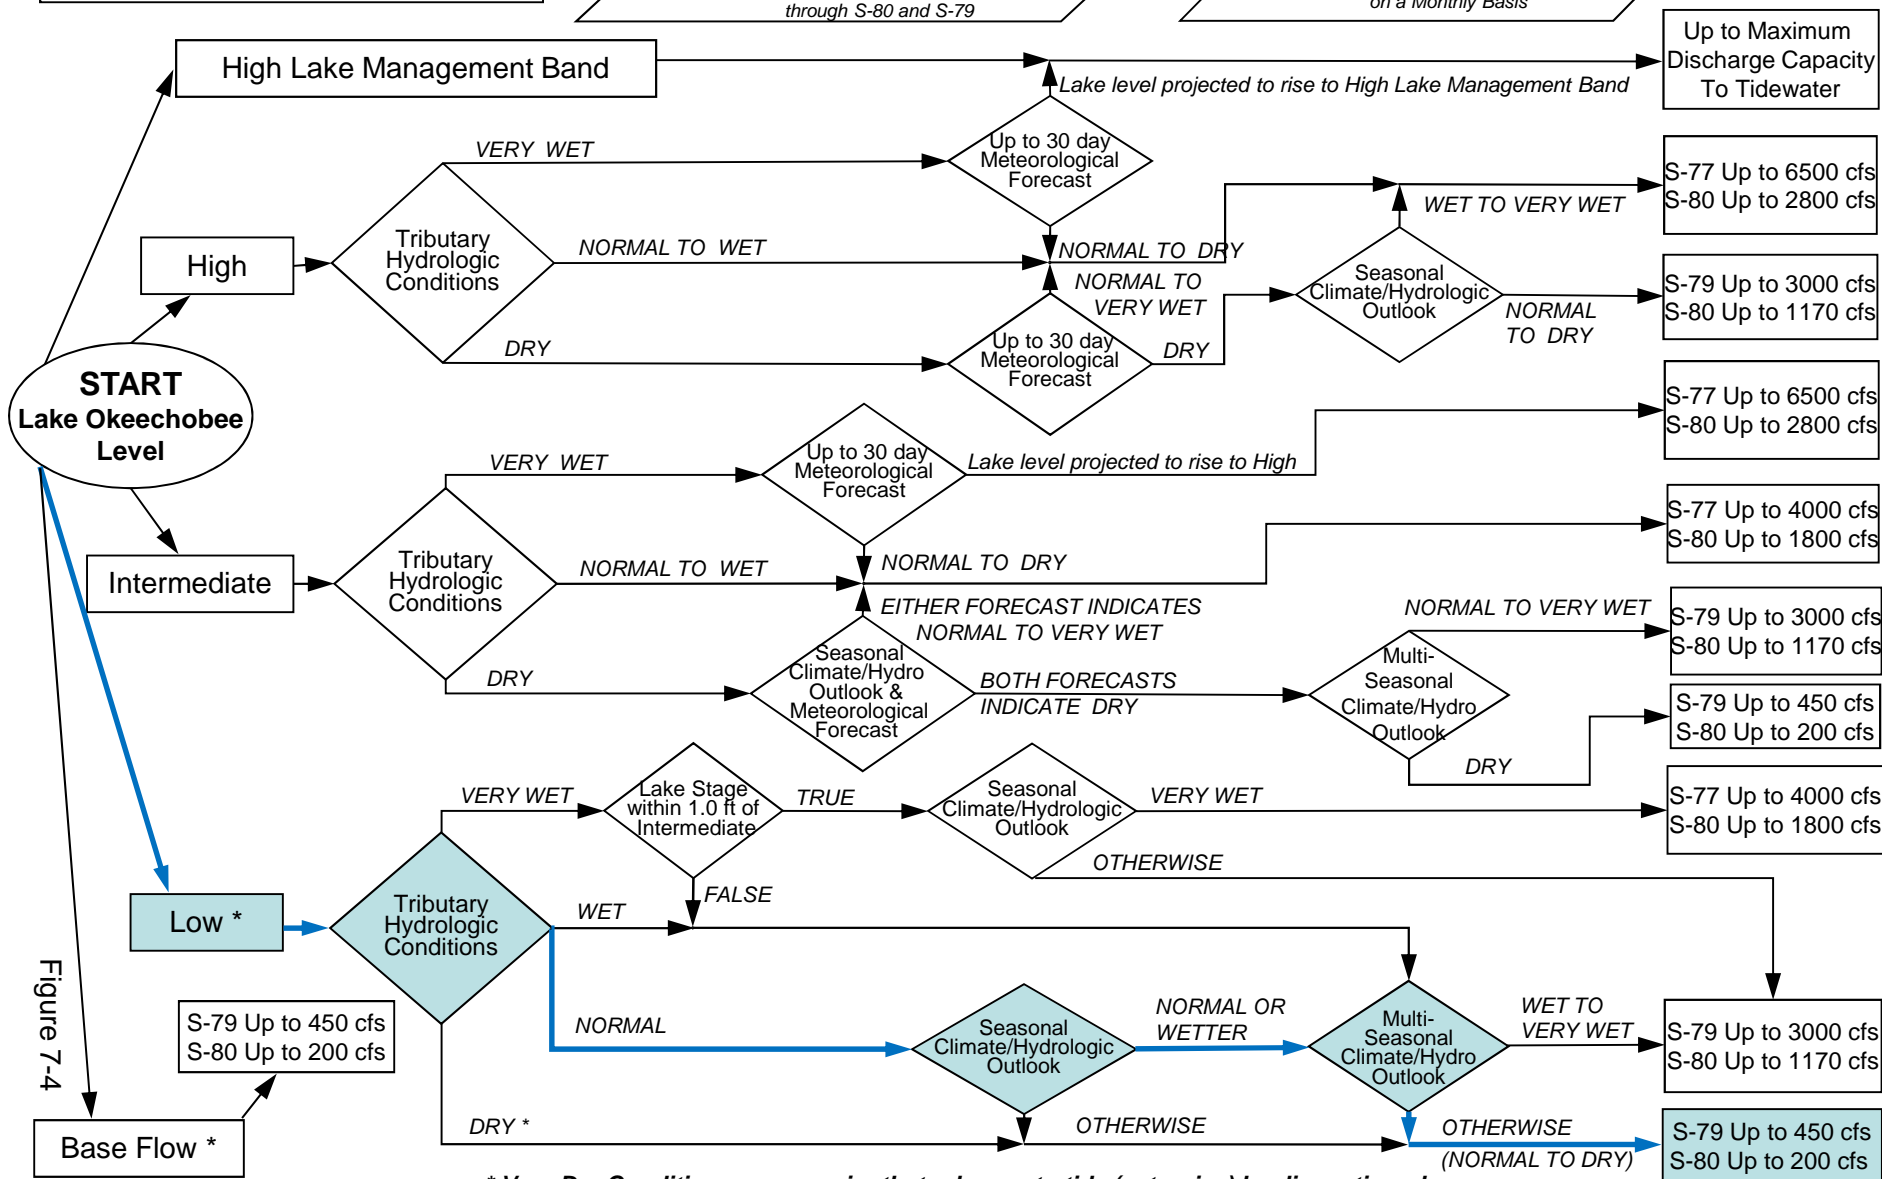 through S-80 and S-79
on a Monthly Basis
High Lake Management Band
Lake level projected to rise to High Lake Management Band
Up to Maximum
Discharge Capacity
To Tidewater
VERY WET
Up to 30 day
Meteorological
Forecast
S-77 Up to 6500 cfs
S-80 Up to 2800 cfs
WET TO VERY WET
High
Tributary
Hydrologic
Conditions
NORMAL TO WET
NORMAL TO DRY
NORMAL TO
VERY WET
Seasonal
Climate/Hydrologic
Outlook
NORMAL
TO DRY
S-79 Up to 3000 cfs
S-80 Up to 1170 cfs
DRY
Up to 30 day
Meteorological
Forecast
DRY
START
Lake Okeechobee
Level
S-77 Up to 6500 cfs
S-80 Up to 2800 cfs
VERY WET
Up to 30 day
Meteorological
Forecast
Lake level projected to rise to High
S-77 Up to 4000 cfs
S-80 Up to 1800 cfs
Intermediate
Tributary
Hydrologic
Conditions
NORMAL TO WET
NORMAL TO DRY
EITHER FORECAST INDICATES
NORMAL TO VERY WET
NORMAL TO VERY WET
S-79 Up to 3000 cfs
S-80 Up to 1170 cfs
DRY
Seasonal
Climate/Hydro
Outlook &
Meteorological
Forecast
BOTH FORECASTS
INDICATE DRY
Multi-
Seasonal
Climate/Hydro
Outlook
S-79 Up to 450 cfs
S-80 Up to 200 cfs
DRY
VERY WET
Lake Stage
within 1.0 ft of
Intermediate
TRUE
Seasonal
Climate/Hydrologic
Outlook
VERY WET
S-77 Up to 4000 cfs
S-80 Up to 1800 cfs
OTHERWISE
FALSE
Low *
Tributary
Hydrologic
Conditions
WET
NORMAL
Seasonal
Climate/Hydrologic
Outlook
NORMAL OR
WETTER
Multi-
Seasonal
Climate/Hydro
Outlook
WET TO
VERY WET
S-79 Up to 3000 cfs
S-80 Up to 1170 cfs
Figure 7-4
S-79 Up to 450 cfs
S-80 Up to 200 cfs
Base Flow *
DRY *
OTHERWISE
OTHERWISE
(NORMAL TO DRY)
S-79 Up to 450 cfs
S-80 Up to 200 cfs